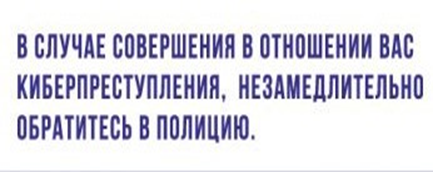 В СЛУЧАЕ СОВЕРШЕНИЯ В ОТНОШЕНИИ ВАС
КИБЕРПРЕСТУПЛЕНИЯ, НЕЗАМЕДЛИТЕЛЬНО
ОБРАТИТЕСЬ В ПОЛИЦИЮ.